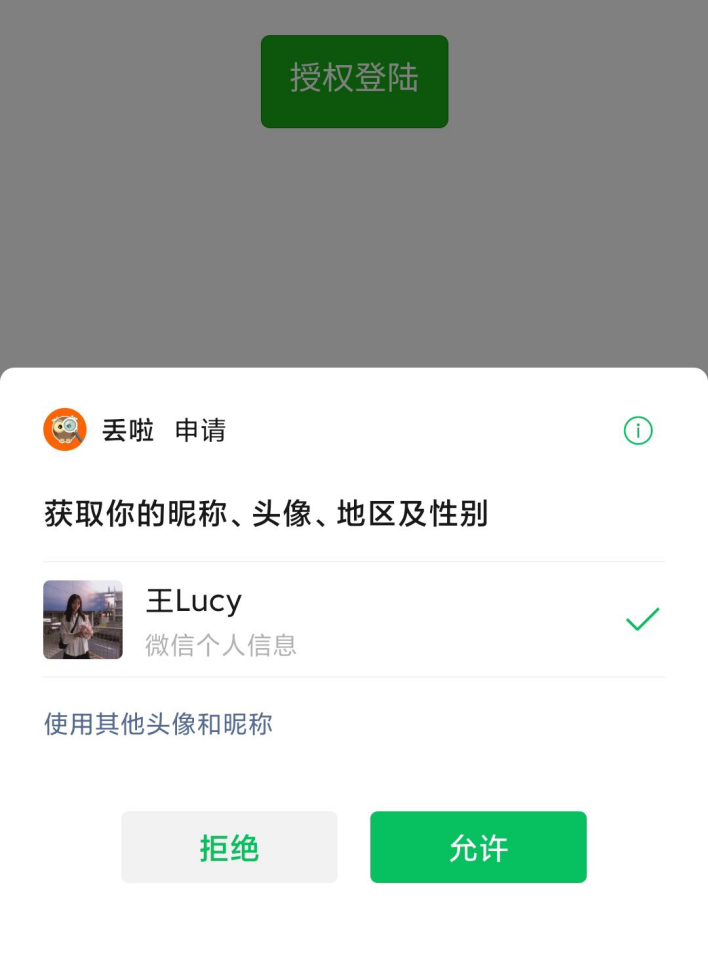 授权登陆
丢啦 申请
获取你的昵称、头像、地区及性别
王Lucy
微信个人信息
使用其他头像和昵称
拒绝 允许